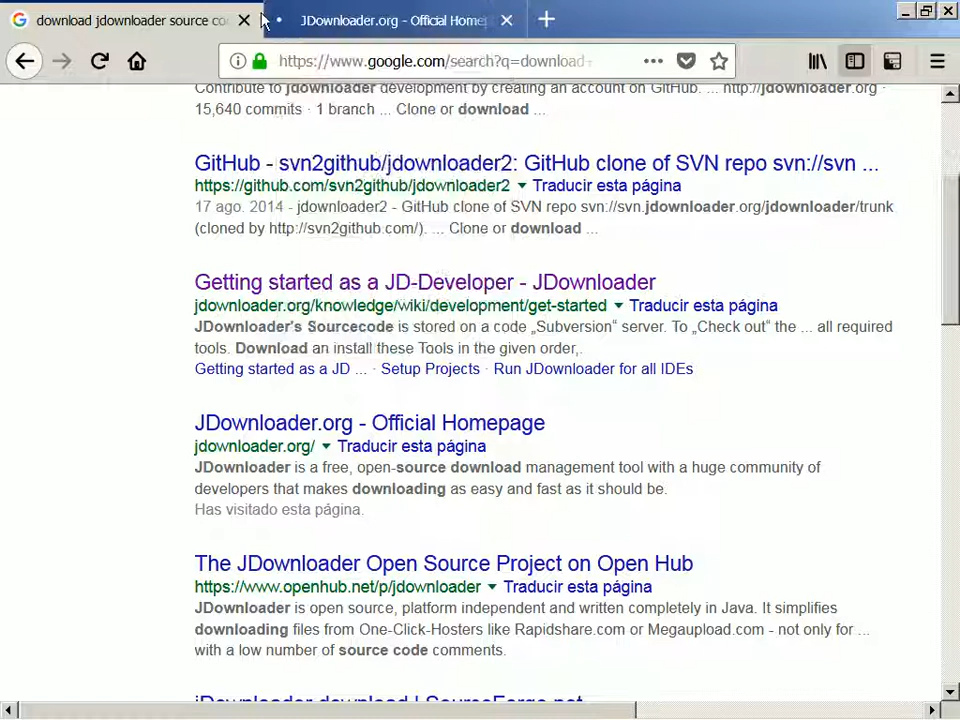 download jdownloader source co
JDownloader.org - Official Home
https://www.google.com/search?q=download
Contribute to jdownloader development by creating an account on GitHub. ... http://jdownloader.org ·
15,640 commits · 1 branch ... Clone or download ...
GitHub - svn2github/jdownloader2: GitHub clone of SVN repo svn://svn ...
https://github.com/svn2github/jdownloader2 Traducir esta página
17 ago. 2014 - jdownloader2 - GitHub clone of SVN repo svn://svn.jdownloader.org/jdownloader/trunk
(cloned by http://svn2github.com/). ... Clone or download ...
Getting started as a JD-Developer - JDownloader
jdownloader.org/knowledge/wiki/development/get-started Traducir esta página
JDownloader's Sourcecode is stored on a code „Subversion“ server. To „Check out“ the ... all required
tools. Download an install these Tools in the given order,.
Getting started as a JD ... · Setup Projects · Run JDownloader for all IDEs
JDownloader.org - Official Homepage
jdownloader.org/ Traducir esta página
JDownloader is a free, open-source download management tool with a huge community of
developers that makes downloading as easy and fast as it should be.
Has visitado esta página.
The JDownloader Open Source Project on Open Hub
https://www.openhub.net/p/jdownloader Traducir esta página
JDownloader is open source, platform independent and written completely in Java. It simplifies
downloading files from One-Click-Hosters like Rapidshare.com or Megaupload.com - not only for ...
with a low number of source code comments.
jDownloader download | SourceForge.net